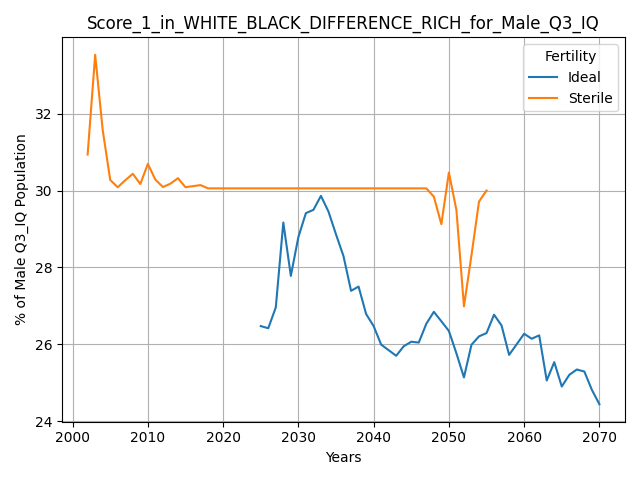 Score_1_in_WHITE_BLACK_DIFFERENCE_RICH_for_Male_Q3_IQ
Fertility
Ideal
Sterile
% of Male Q3_IQ Population
32
30
28
26
24
2000 2010 2020 2030 2040 2050 2060 2070
Years